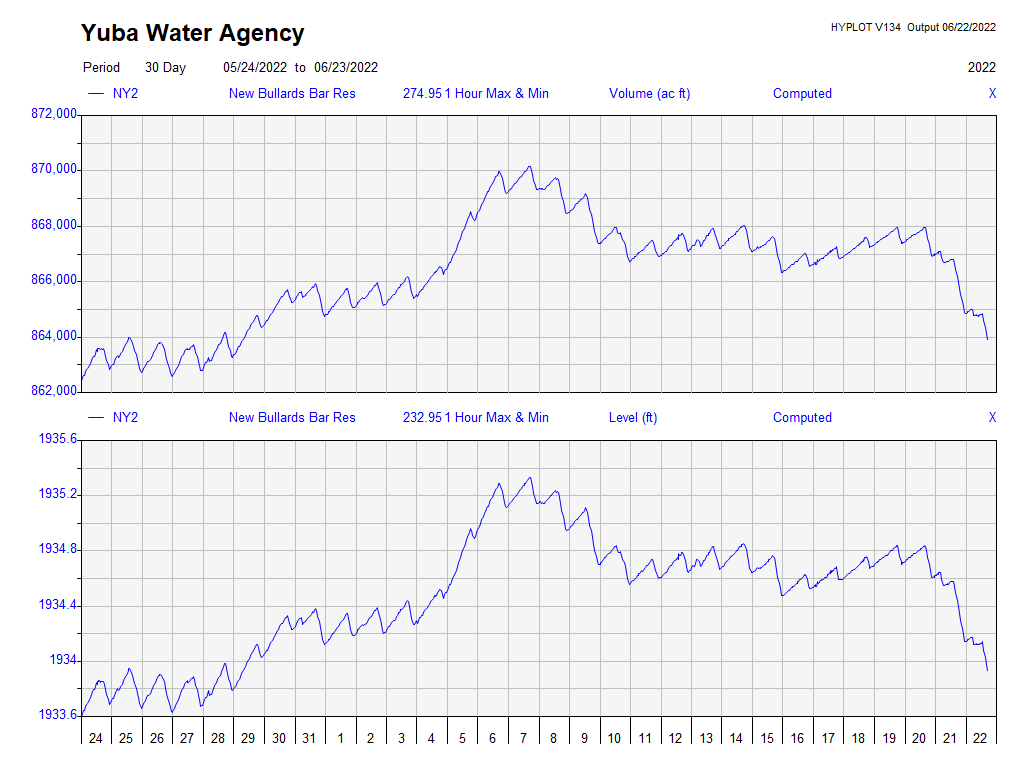 Yuba Water Agency
HYPLOT V134 Output 06/22/2022
Period 30 Day 05/24/2022 to 06/23/2022 2022
NY2 New Bullards Bar Res 274.95 1 Hour Max & Min Volume (ac ft) Computed X
872,000
870,000
868,000
866,000
864,000
862,000
NY2 New Bullards Bar Res 232.95 1 Hour Max & Min Level (ft) Computed X
1935.6
1935.2
1934.8
1934.4
1934
1933.6
24 25 26 27 28 29 30 31 1 2 3 4 5 6 7 8 9 10 11 12 13 14 15 16 17 18 19 20 21 22